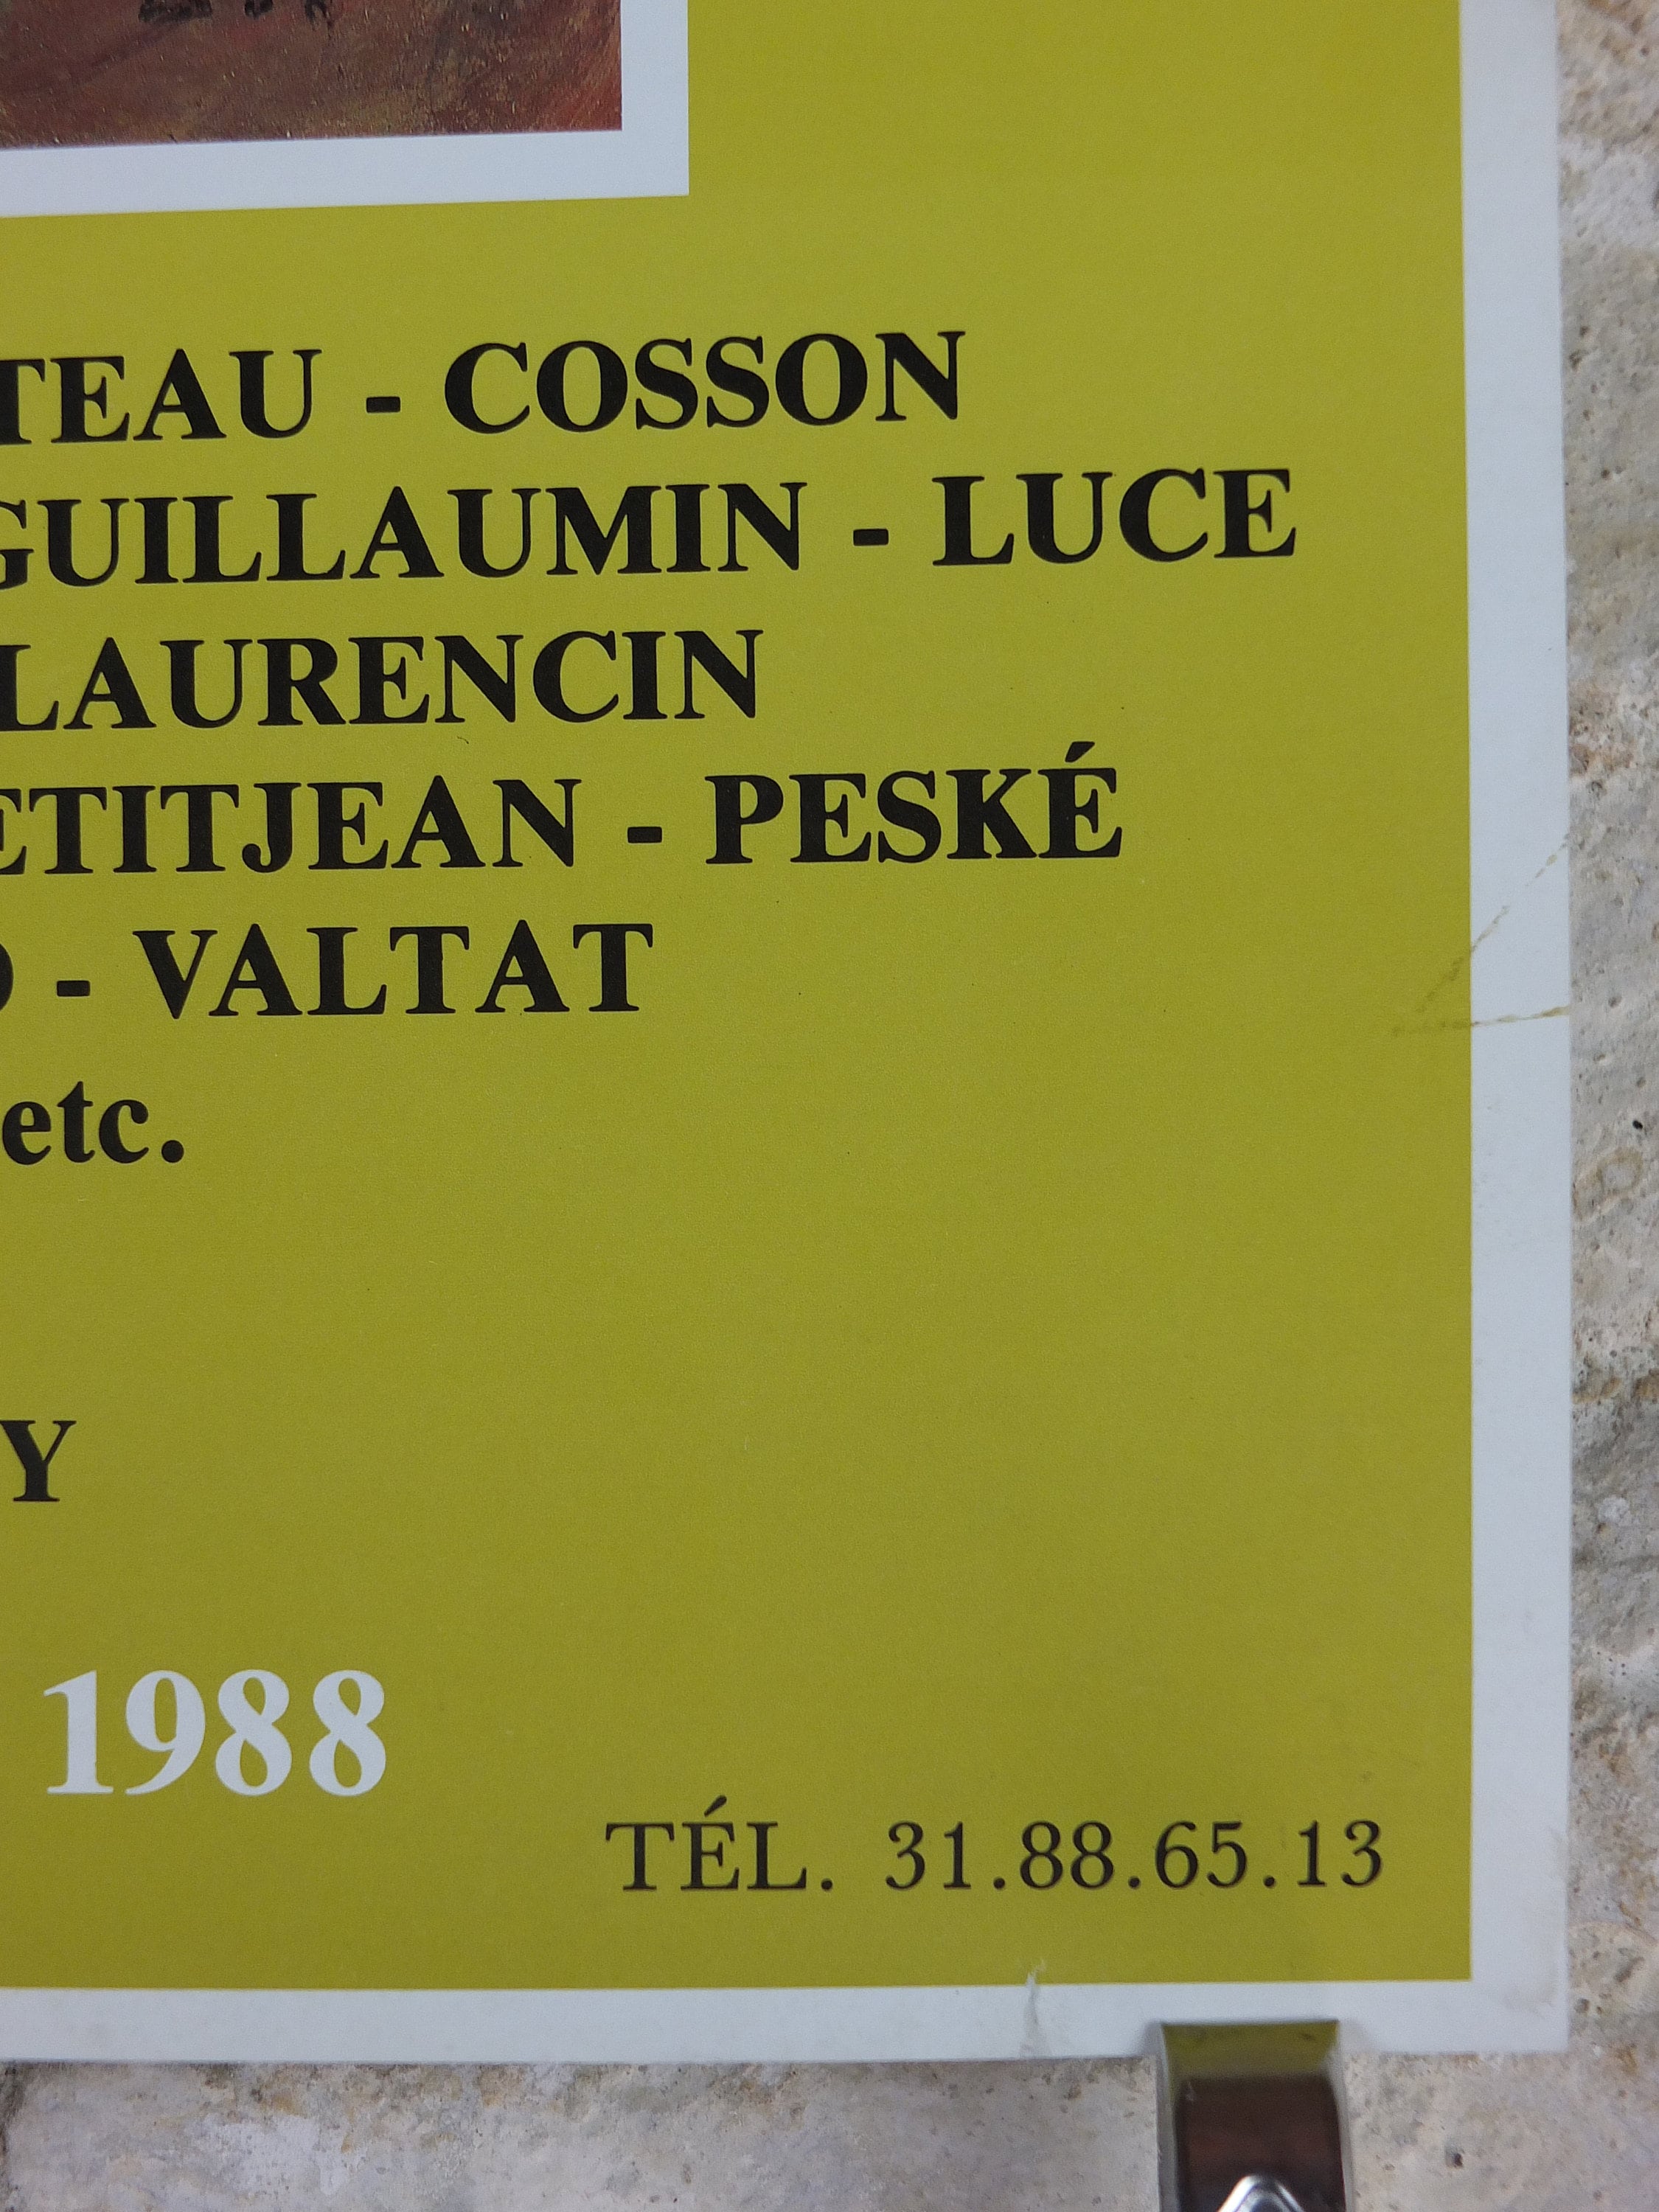 TEAU - COSSON
GUILLAUMIN - LUCE
LAURENCIN
ETITJEAN - PESKÉ
- VALTAT
etc.
Y
1988
TÉL. 31.88.65.13